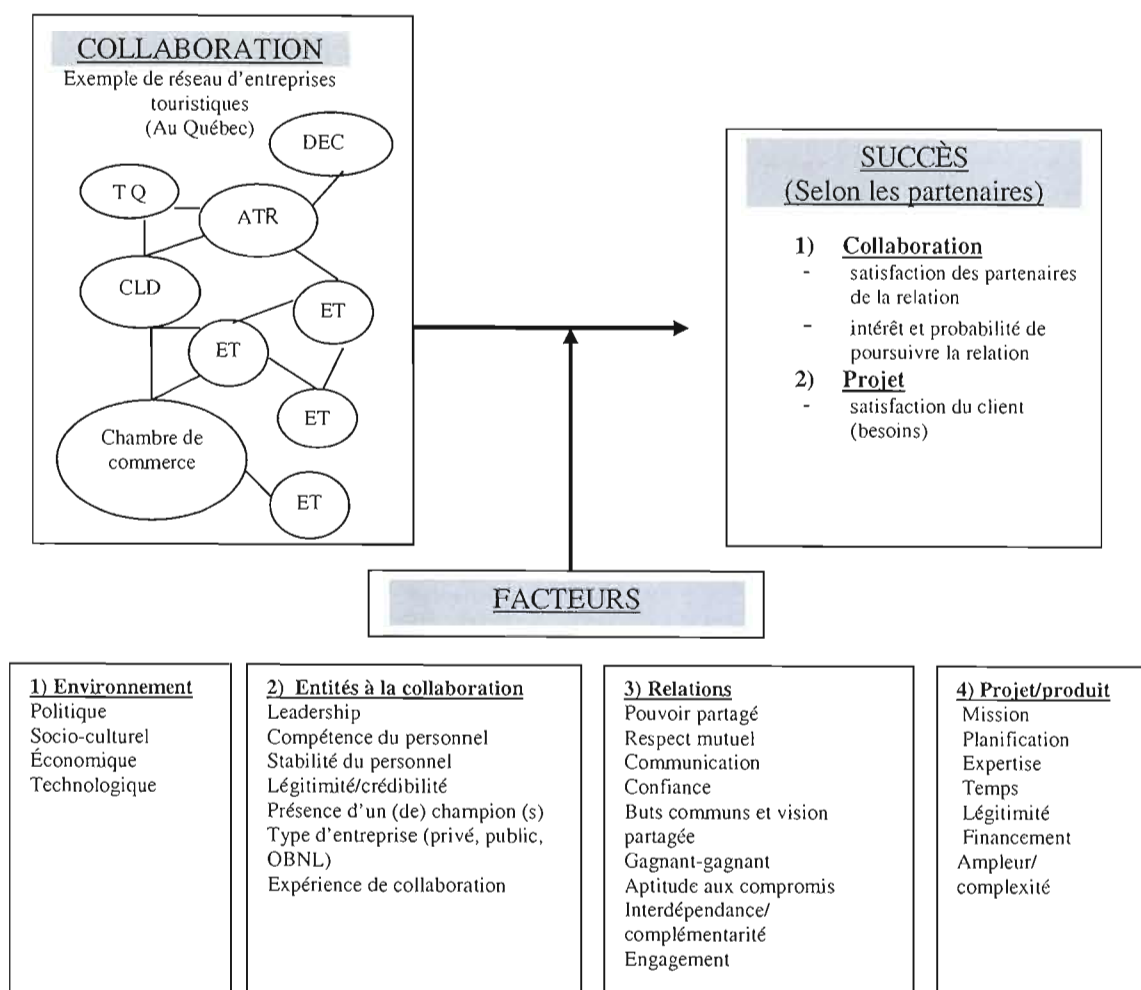 COLLABORATION
Exemple de réseau d'entreprises
touristiques
(Au Québec)
DEC
T Q
ATR
CLD
ET
ET
ET
Chambre de
commerce
ET
SUCCÈS
(Selon les partenaires)
1) Collaboration
- satisfaction des partenaires
de la relation
- intérêt et probabilité de
poursuivre la relation
2) Projet
- satisfaction du client
(besoins)
FACTEURS
1) Environnement
Politique
Socio-culturel
Économique
Technologique
2) Entités à la collaboration
Leadership
Compétence du personnel
Stabilité du personnel
Légitimité/crédibilité
Présence d'un (de) champion (s)
Type d'entreprise (privé, public,
OBNL)
Expérience de collaboration
3) Relations
Pouvoir partagé
Respect mutuel
Communication
Confiance
Buts communs et vision
partagée
Gagnant-gagnant
Aptitude aux compromis
Interdépendance/
complémentarité
Engagement
4) Projet/produit
Mission
Planification
Expertise
Temps
Légitimité
Financement
Ampleur/
complexité